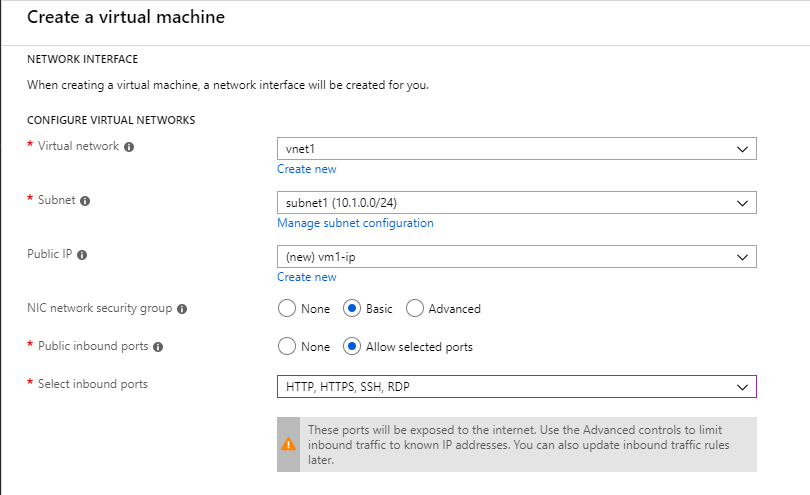 Create a virtual machine
NETWORK INTERFACE
When creating a virtual machine, a network interface will be created for you.
CONFIGURE VIRTUAL NETWORKS
* Virtual network
vnet1
Create new
* Subnet
subnet1 (10.1.0.0/24)
Manage subnet configuration
Public IP
(new) vm1-ip
Create new
NIC network security group
None Basic Advanced
* Public inbound ports
None Allow selected ports
* Select inbound ports
HTTP, HTTPS, SSH, RDP
These ports will be exposed to the internet. Use the Advanced controls to limit
inbound traffic to known IP addresses. You can also update inbound traffic rules
later.